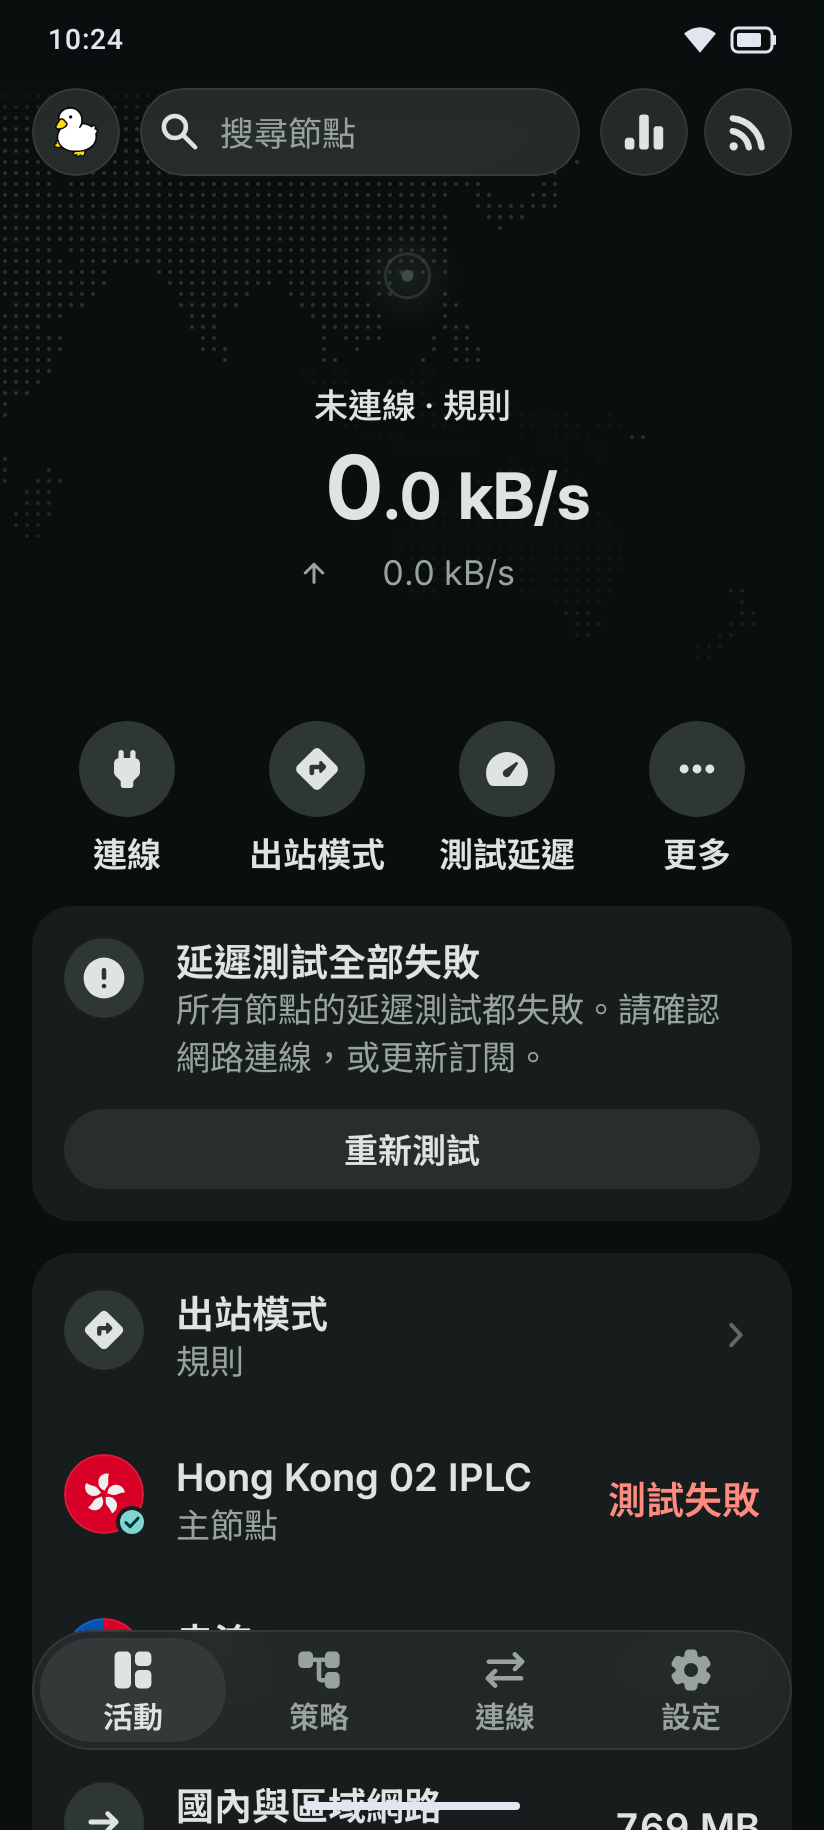 10:24
搜尋節點
未連線 · 規則
0.0 kB/s
↑ 0.0 kB/s
連線
出站模式
測試延遲
更多
延遲測試全部失敗
所有節點的延遲測試都失敗。請確認
網路連線，或更新訂閱。
重新測試
出站模式
規則
Hong Kong 02 IPLC
主節點
測試失敗
活動
策略
連線
設定
國內與區域網路
769 MB